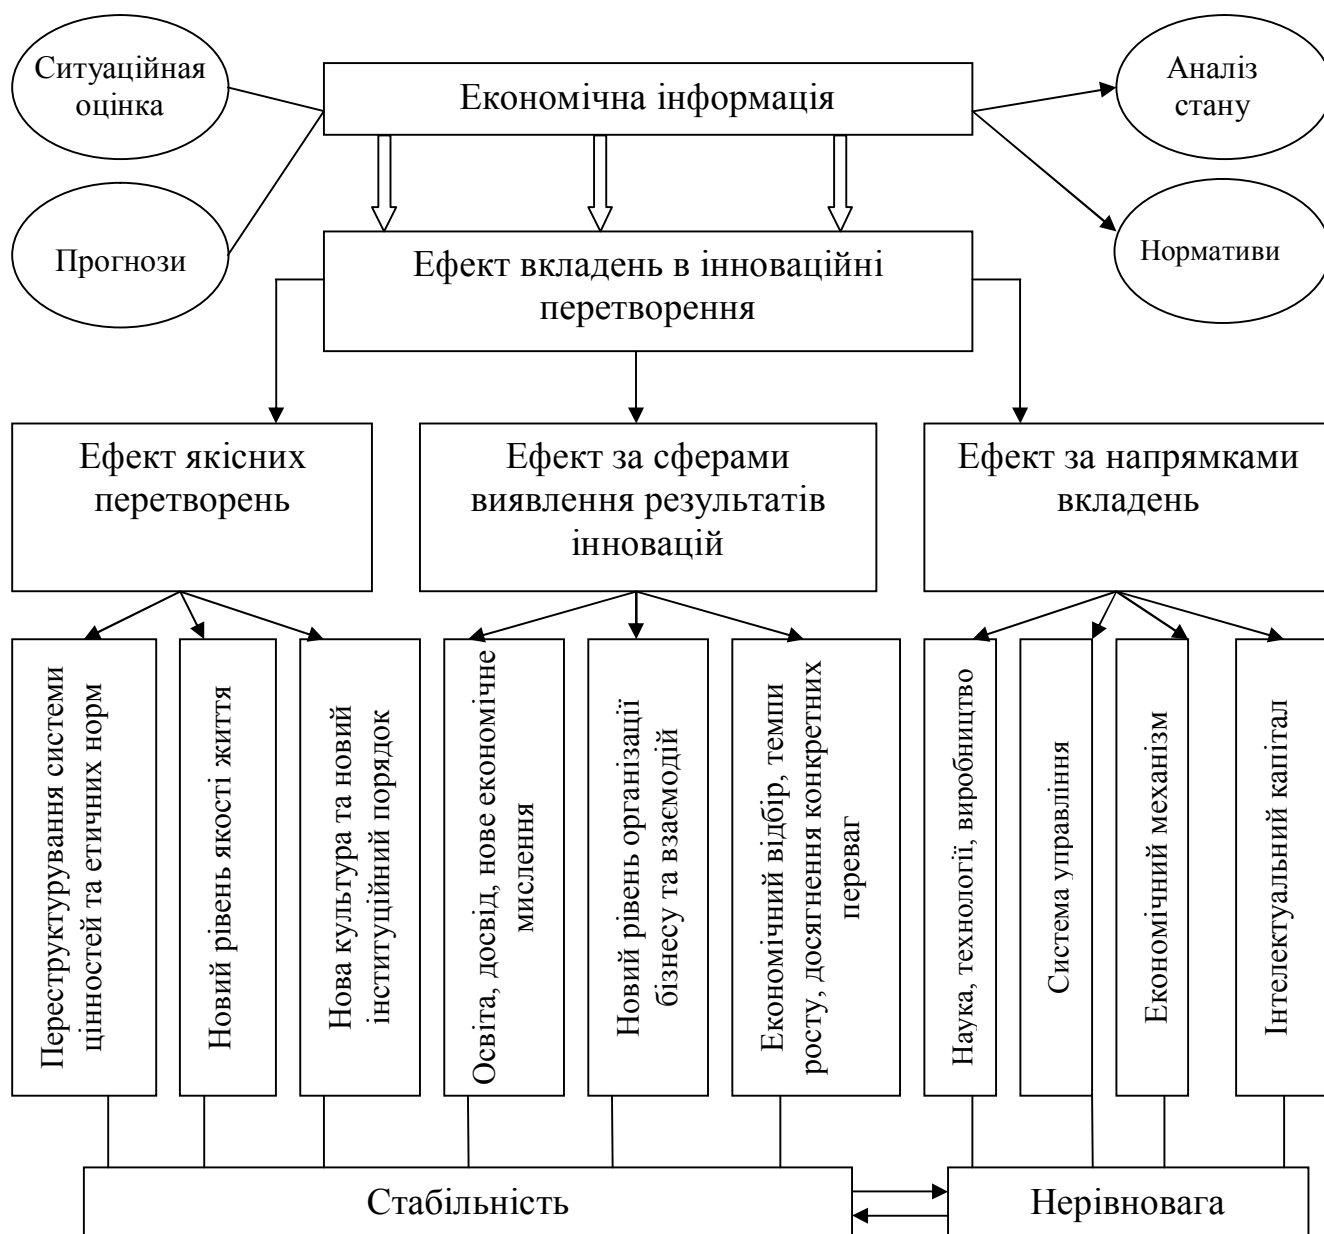 Ситуаційная
оцінка
Економічна інформація
Аналіз
стану
Прогнози
Ефект вкладень в інноваційні
перетворення
Нормативи
Ефект якісних
перетворень
Ефект за сферами
виявлення результатів
інновацій
Ефект за напрямками
вкладень
Переструктурування системи
цінностей та етичних норм
Новий рівень якості життя
Нова культура та новий
інституційний порядок
Освіта, досвід, нове економічне
мислення
Новий рівень організації
бізнесу та взаємодій
Економічний відбір, темпи
росту, досягнення конкретних
переваг
Наука, технології, виробництво
Система управління
Економічний механізм
Інтелектуальний капітал
Стабільність
Нерівновага